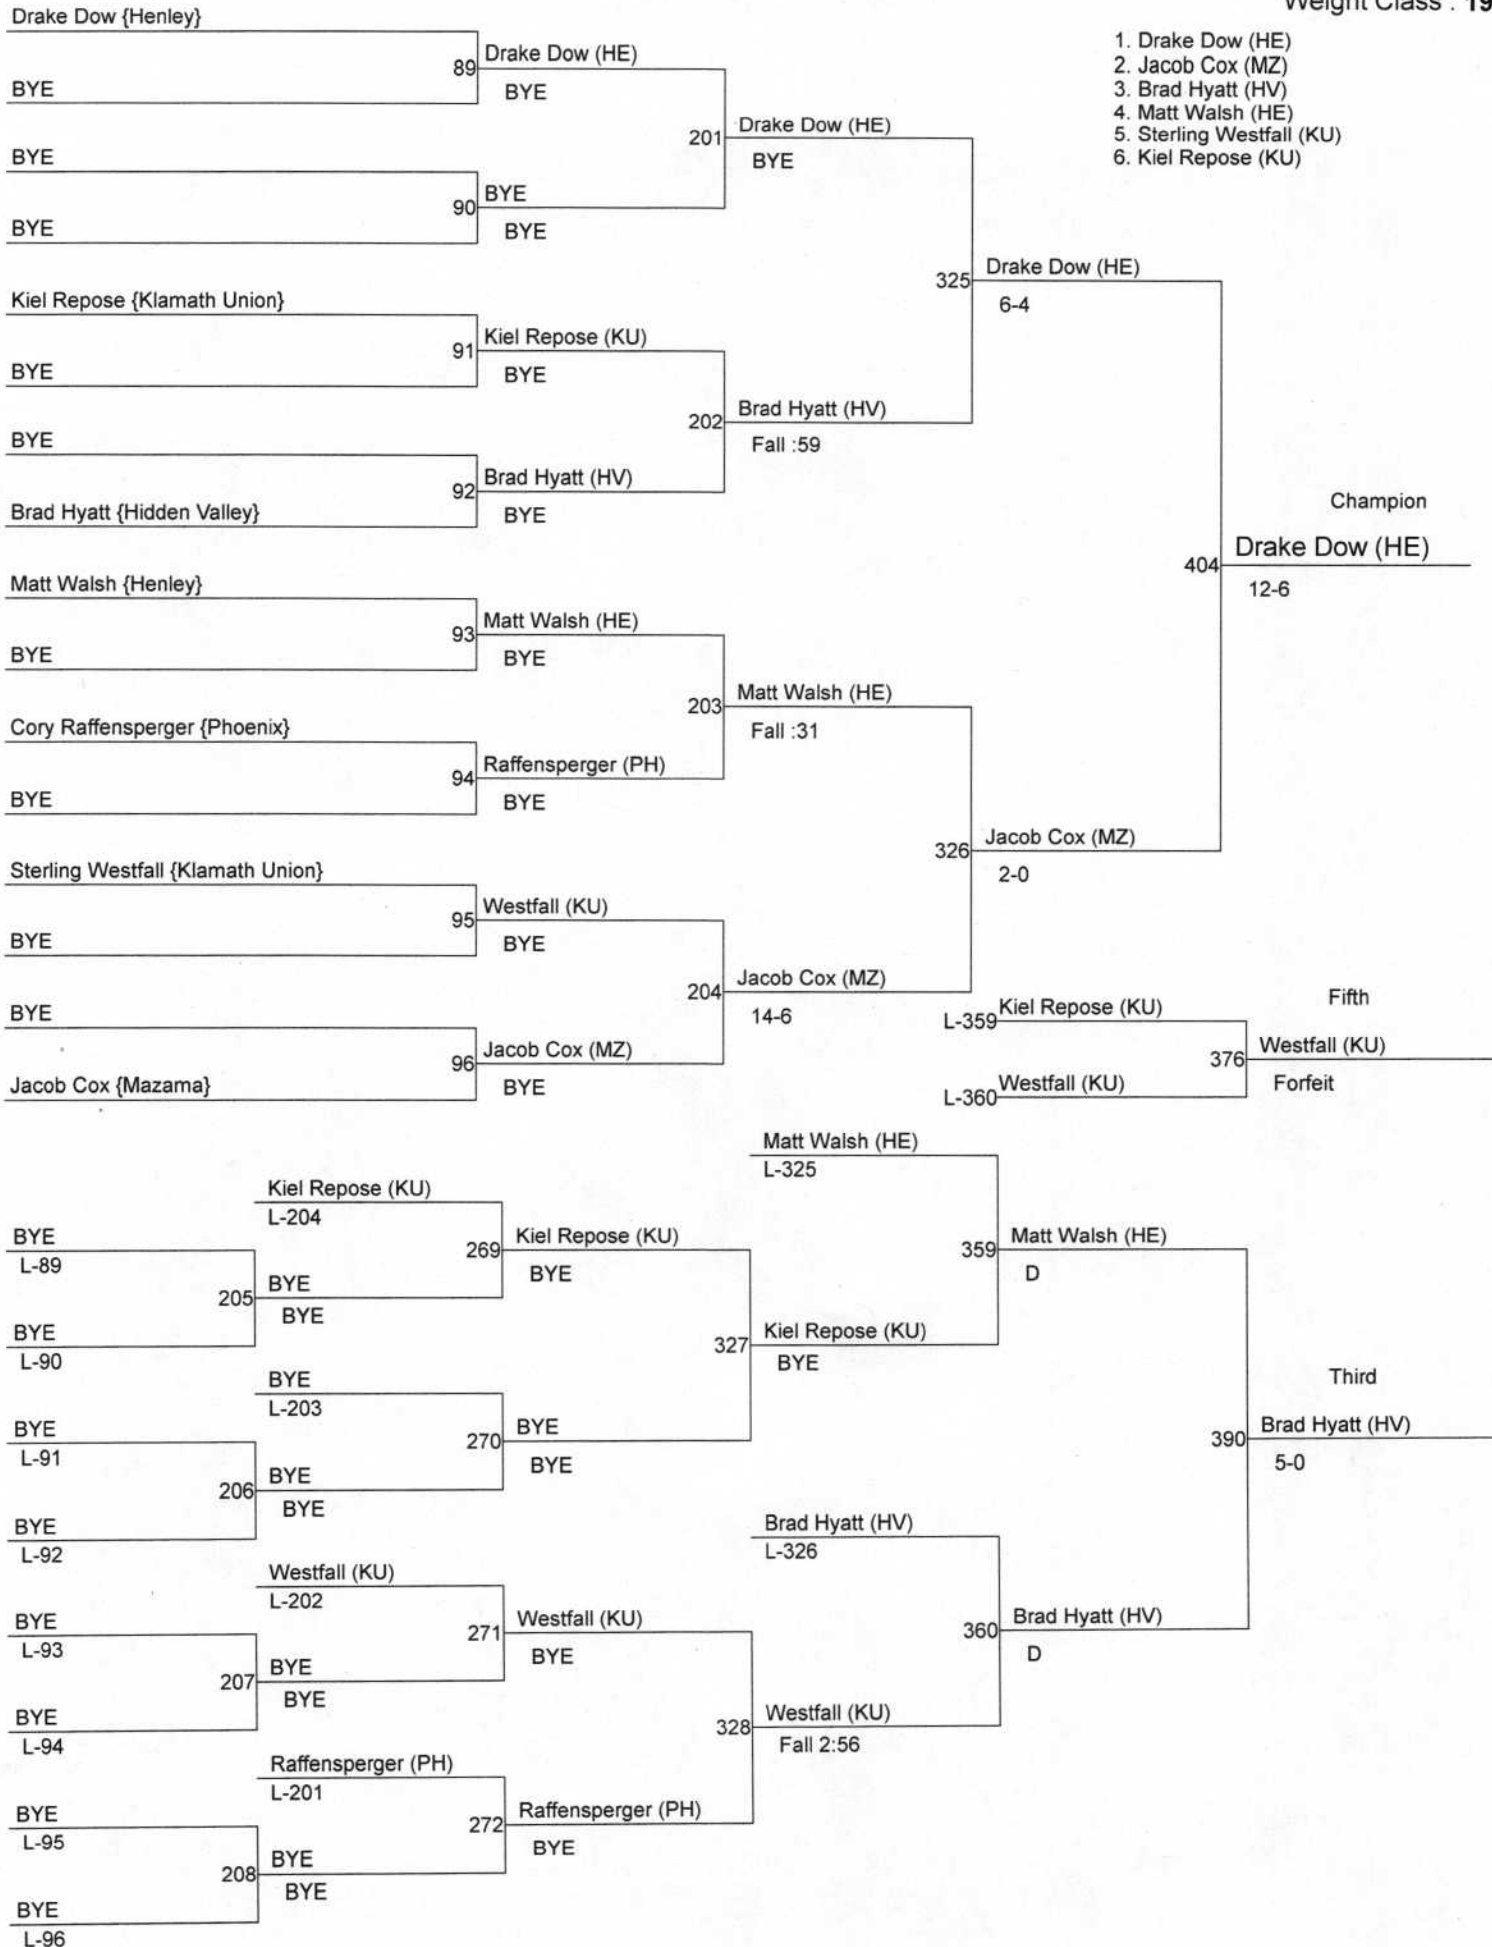 Weight Class : 19
1. Drake Dow (HE)
2. Jacob Cox (MZ)
3. Brad Hyatt (HV)
4. Matt Walsh (HE)
5. Sterling Westfall (KU)
6. Kiel Repose (KU)
Drake Dow {Henley}
BYE
89
Drake Dow (HE)
BYE
BYE
BYE
90
BYE
BYE
201
Drake Dow (HE)
BYE
Kiel Repose {Klamath Union}
BYE
91
Kiel Repose (KU)
BYE
BYE
Brad Hyatt {Hidden Valley}
92
Brad Hyatt (HV)
BYE
202
Brad Hyatt (HV)
Fall :59
325
Drake Dow (HE)
6-4
Matt Walsh {Henley}
BYE
93
Matt Walsh (HE)
BYE
Cory Raffensperger {Phoenix}
BYE
94
Raffensperger (PH)
BYE
203
Matt Walsh (HE)
Fall :31
Sterling Westfall {Klamath Union}
BYE
95
Westfall (KU)
BYE
BYE
Jacob Cox {Mazama}
96
Jacob Cox (MZ)
BYE
204
Jacob Cox (MZ)
14-6
326
Jacob Cox (MZ)
2-0
Champion
404
Drake Dow (HE)
12-6
L-359
Kiel Repose (KU)
L-360
Westfall (KU)
Fifth
376
Westfall (KU)
Forfeit
Matt Walsh (HE)
L-325
Kiel Repose (KU)
L-204
BYE
L-89
BYE
L-90
205
BYE
BYE
269
Kiel Repose (KU)
BYE
BYE
L-203
BYE
L-91
BYE
L-92
206
BYE
BYE
270
BYE
BYE
327
Kiel Repose (KU)
BYE
359
Matt Walsh (HE)
D
Brad Hyatt (HV)
L-326
Westfall (KU)
L-202
BYE
L-93
BYE
L-94
207
BYE
BYE
271
Westfall (KU)
BYE
Raffensperger (PH)
L-201
BYE
L-95
BYE
L-96
208
BYE
BYE
272
Raffensperger (PH)
BYE
328
Westfall (KU)
Fall 2:56
360
Brad Hyatt (HV)
D
Third
390
Brad Hyatt (HV)
5-0